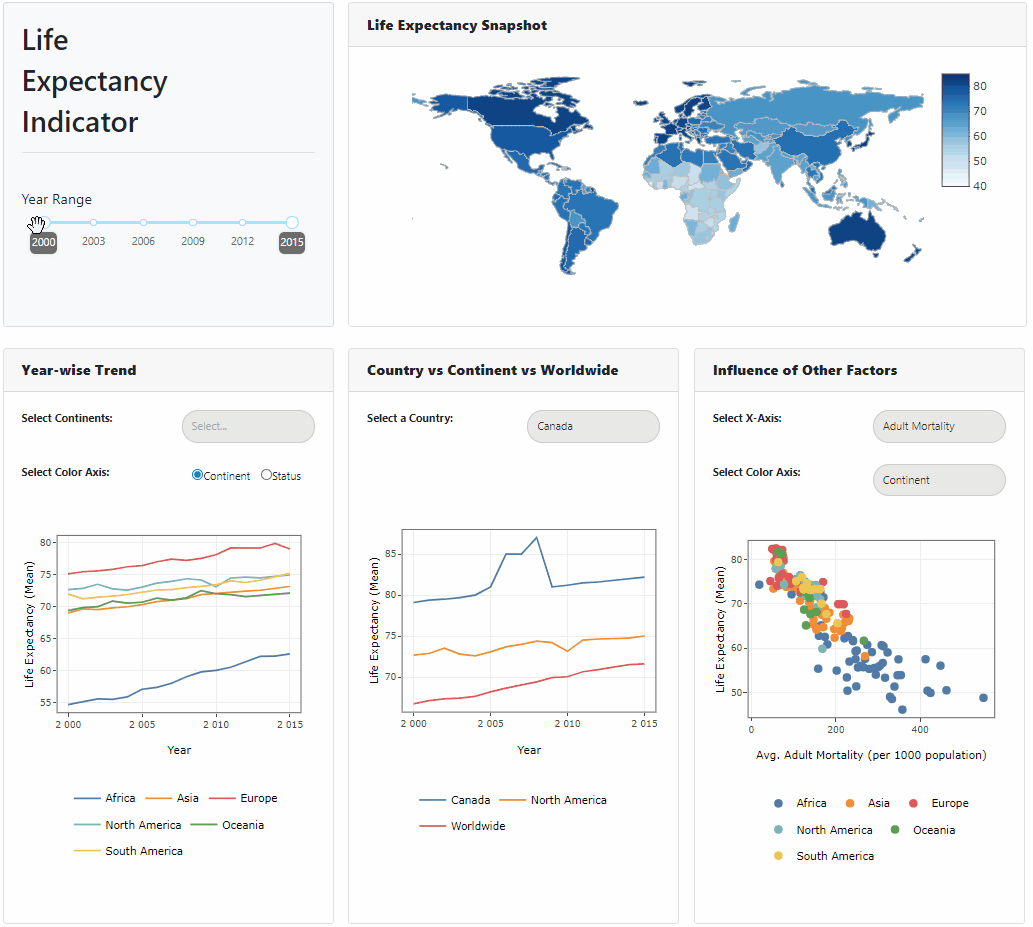 Life
Expectancy
Indicator
Year Range
2000 2003 2006 2009 2012 2015
Life Expectancy Snapshot
80
70
60
50
40
Year-wise Trend
Select Continents: Select...
Select Color Axis: Continent Status
80
75
70
65
60
55
Life Expectancy (Mean)
2 000 2 005 2 010 2 015
Year
Africa Asia Europe
North America Oceania
South America
Country vs Continent vs Worldwide
Select a Country: Canada
85
80
75
70
Life Expectancy (Mean)
2 000 2 005 2 010 2 015
Year
Canada North America
Worldwide
Influence of Other Factors
Select X-Axis: Adult Mortality
Select Color Axis: Continent
80
70
60
50
Life Expectancy (Mean)
0 200 400
Avg. Adult Mortality (per 1000 population)
Africa Asia Europe
North America Oceania
South America